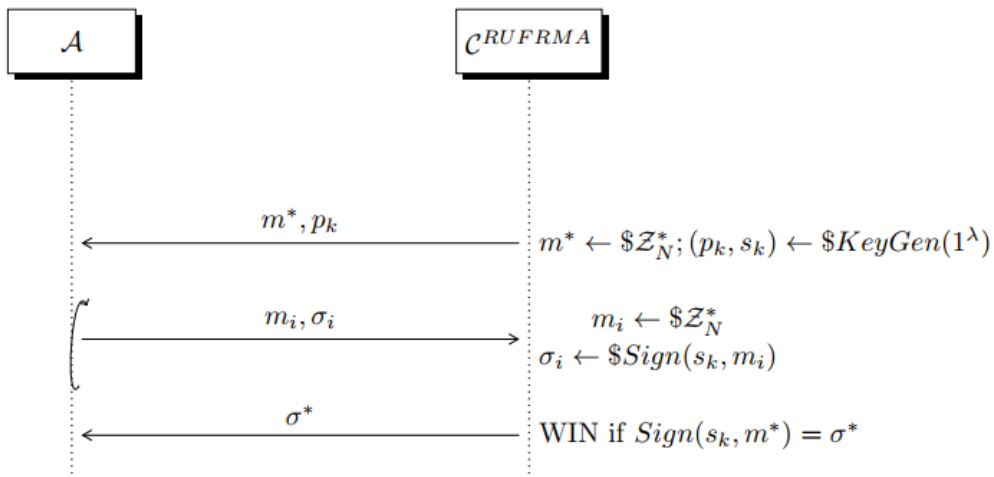 𝒜
𝒞^{RUFRMA}
m*, p_k
m* ← $𝒵*_N; (p_k, s_k) ← $KeyGen(1^λ)
m_i, σ_i
m_i ← $𝒵*_N
σ_i ← $Sign(s_k, m_i)
σ*
WIN if Sign(s_k, m*) = σ*